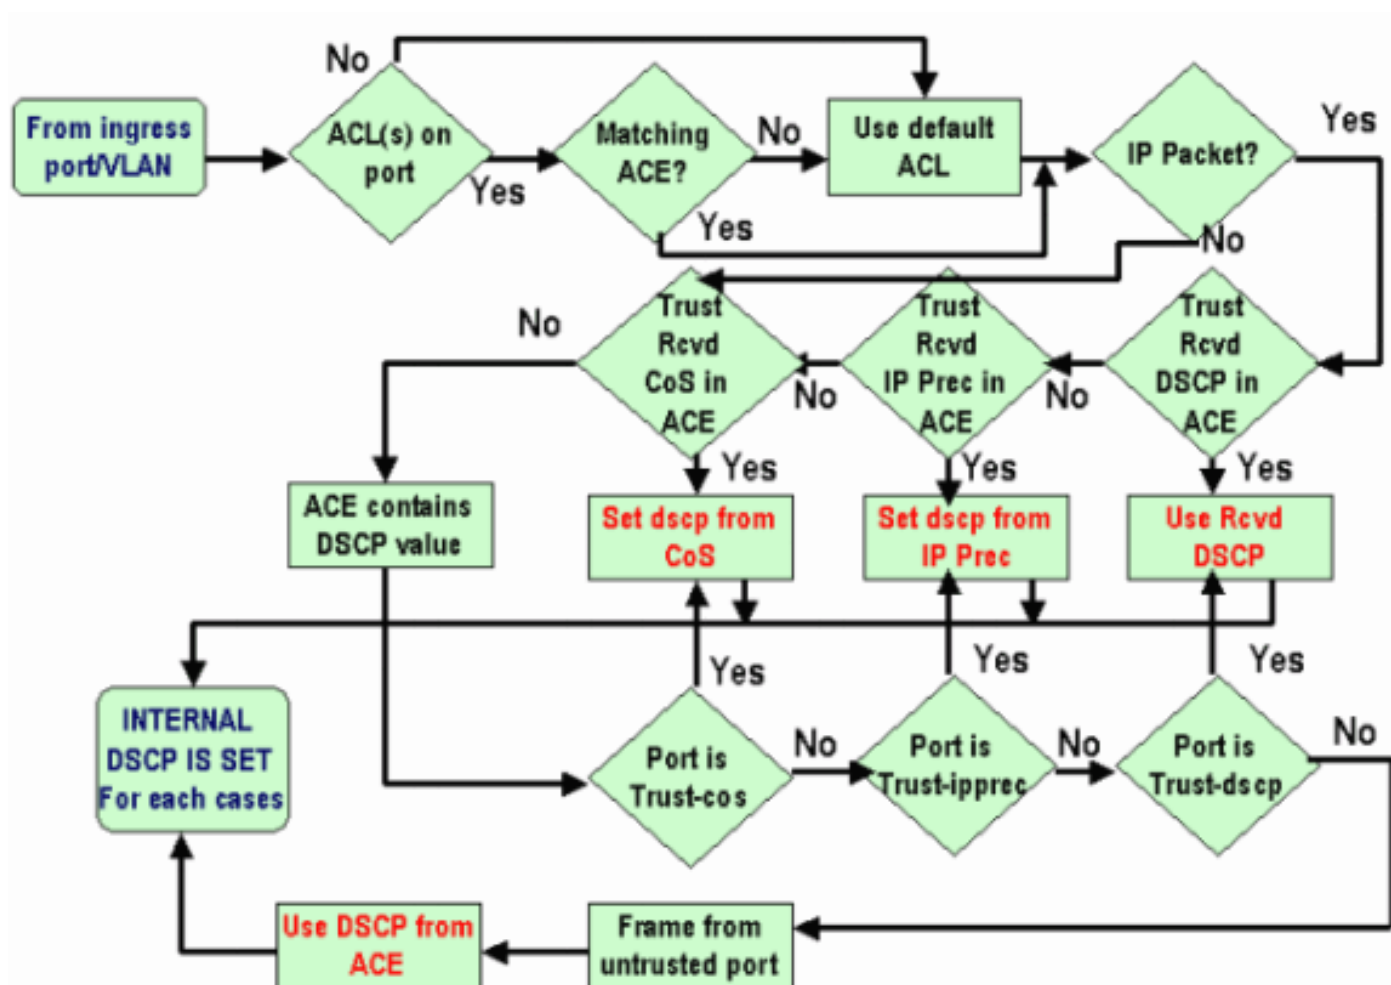 No
From ingress
port/VLAN
ACL(s) on
port
Yes
Matching
ACE?
No
Yes
Use default
ACL
IP Packet?
Yes
No
Trust
Rcvd
CoS in
ACE
No
Yes
Trust
Rcvd
IP Prec in
ACE
No
Yes
Trust
Rcvd
DSCP in
ACE
No
Yes
ACE contains
DSCP value
Set dscp from
CoS
Set dscp from
IP Prec
Use Rcvd
DSCP
Yes
Yes
Yes
INTERNAL
DSCP IS SET
For each cases
Port is
Trust-cos
No
Port is
Trust-ipprec
No
Port is
Trust-dscp
No
Use DSCP from
ACE
Frame from
untrusted port